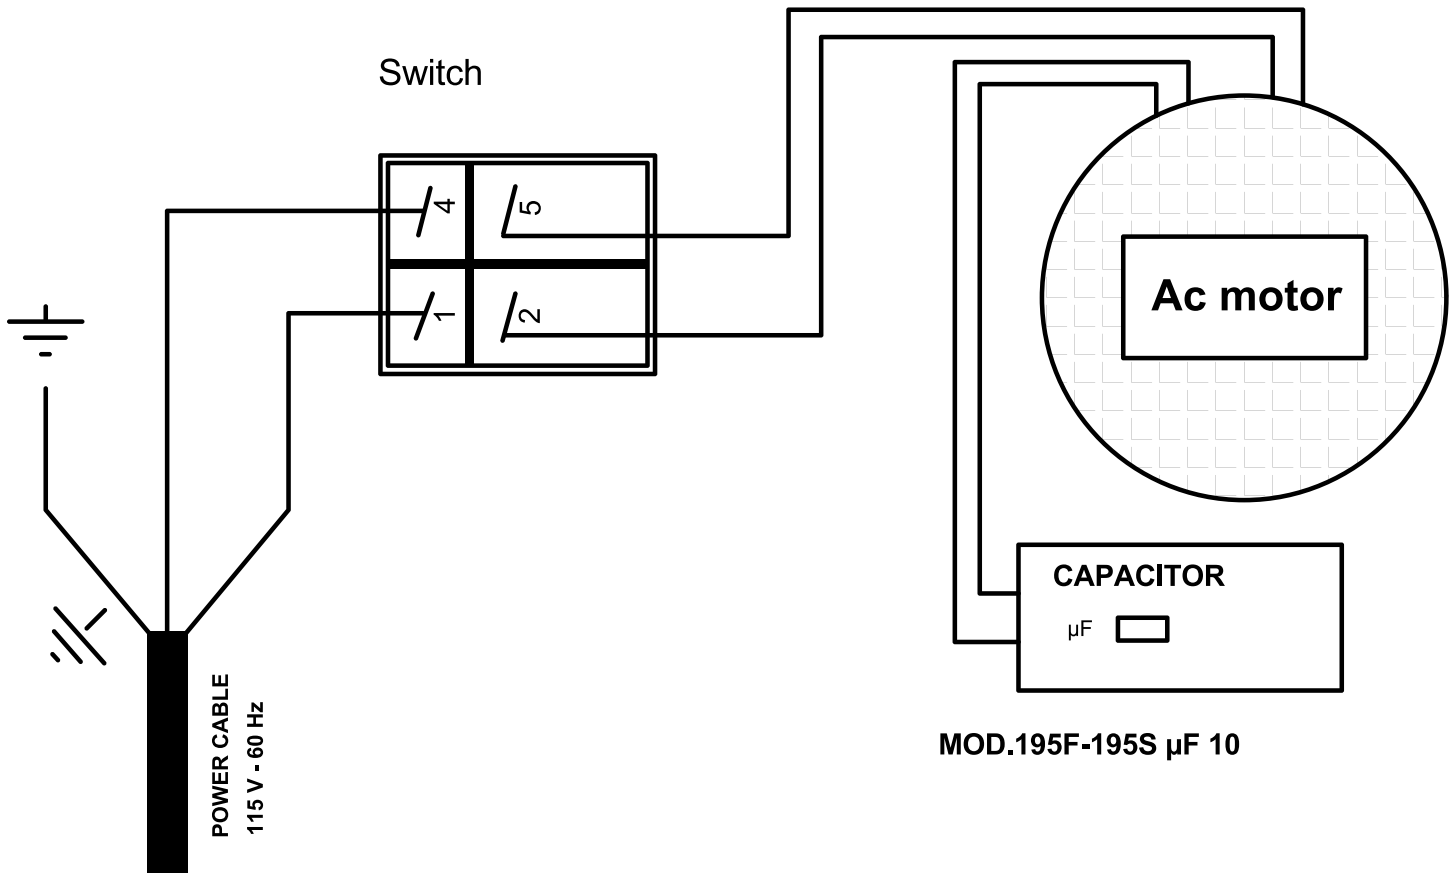 Switch
4
5
1
2
Ac motor
CAPACITOR
µF
MOD.195F-195S µF 10
POWER CABLE
115 V - 60 Hz